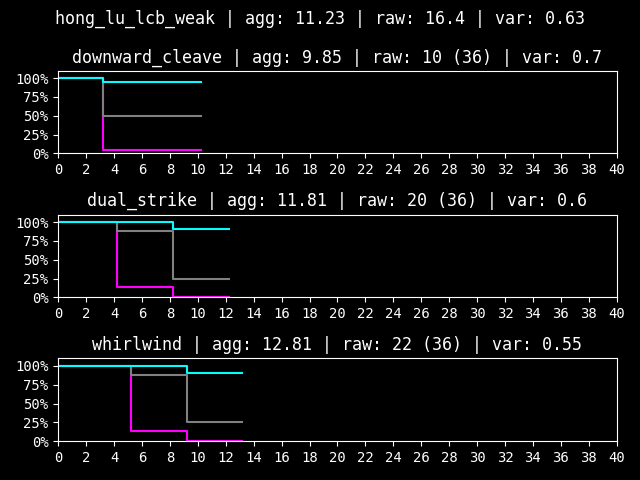 hong_lu_lcb_weak | agg: 11.23 | raw: 16.4 | var: 0.63
downward_cleave | agg: 9.85 | raw: 10 (36) | var: 0.7
100%
75%
50%
25%
0%
0 2 4 6 8 10 12 14 16 18 20 22 24 26 28 30 32 34 36 38 40
dual_strike | agg: 11.81 | raw: 20 (36) | var: 0.6
100%
75%
50%
25%
0%
0 2 4 6 8 10 12 14 16 18 20 22 24 26 28 30 32 34 36 38 40
whirlwind | agg: 12.81 | raw: 22 (36) | var: 0.55
100%
75%
50%
25%
0%
0 2 4 6 8 10 12 14 16 18 20 22 24 26 28 30 32 34 36 38 40